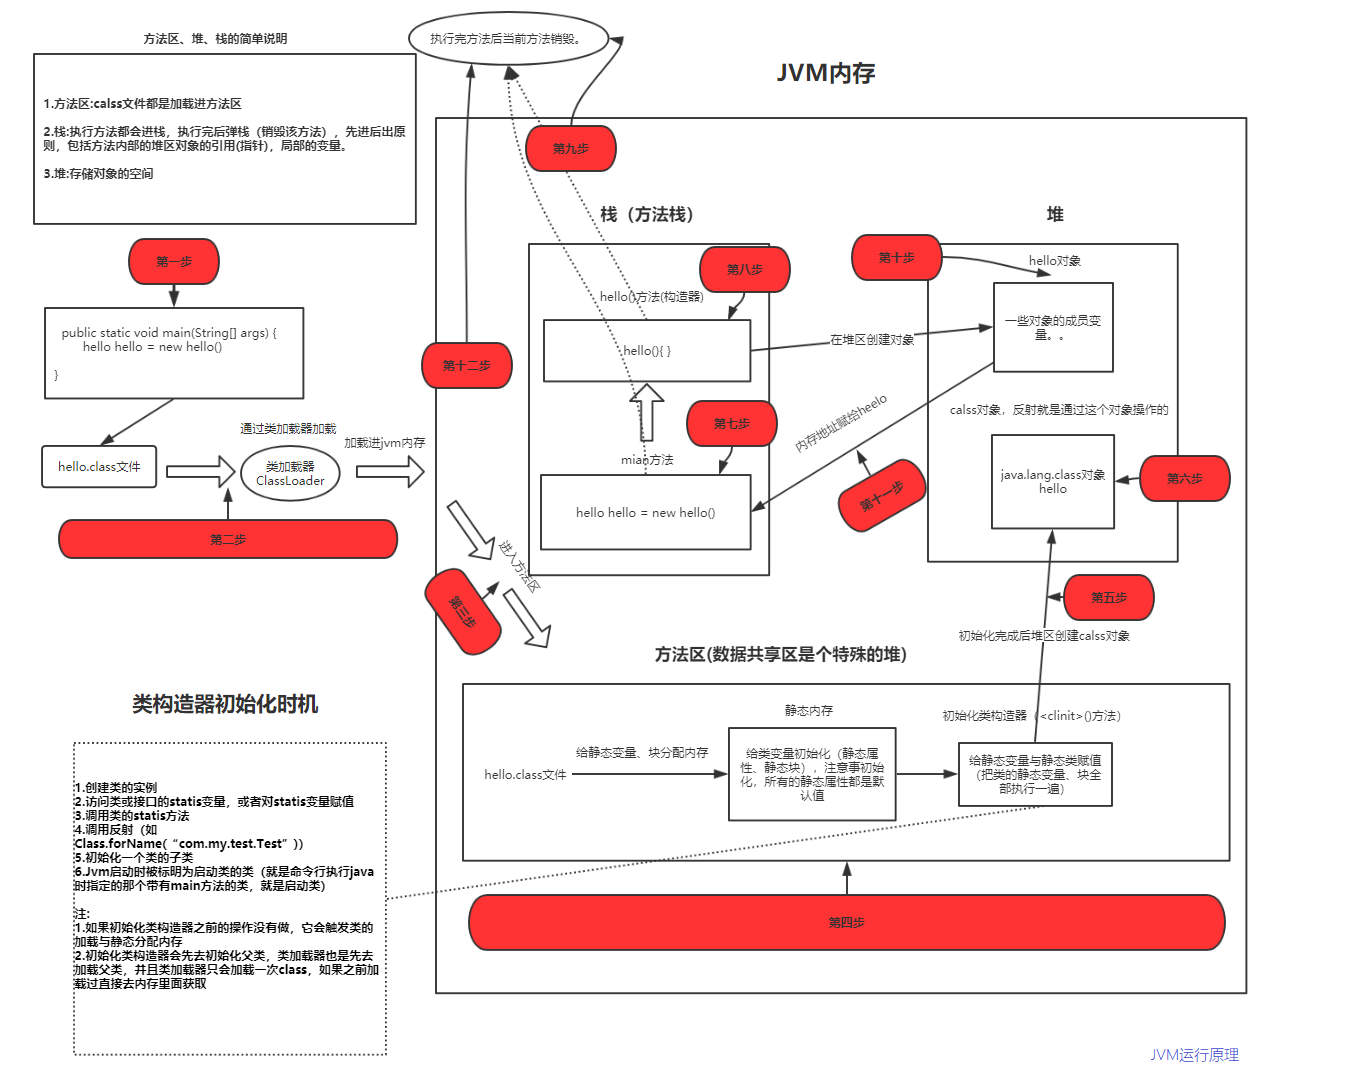 方法区、堆、栈的简单说明
执行完方法后当前方法销毁。
JVM内存
1.方法区:calss文件都是加载进方法区
2.栈:执行方法都会进栈，执行完后弹栈（销毁该方法），先进后出原
则，包括方法内部的堆区对象的引用(指针)，局部的变量。
3.堆:存储对象的空间
第九步
栈（方法栈）
堆
第一步
第八步
第十步
hello对象
hello()方法(构造器)
public static void main(String[] args) {
hello hello = new hello()
}
hello(){ }
在堆区创建对象
一些对象的成员变
量。。
第十二步
calss对象，反射就是通过这个对象操作的
内存地址赋给heelo
第七步
通过类加载器加载
加载进jvm内存
hello.class文件
类加载器
ClassLoader
mian方法
java.lang.class对象
hello
第六步
第十一步
hello hello = new hello()
第二步
进入方法区
第三步
第五步
初始化完成后堆区创建calss对象
方法区(数据共享区是个特殊的堆)
类构造器初始化时机
静态内存
初始化类构造器（<clinit>()方法）
给静态变量、块分配内存
hello.class文件
给类变量初始化（静态属
性、静态块），注意事初始
化，所有的静态属性都是默
认值
给静态变量与静态类赋值
（把类的静态变量、块全
部执行一遍）
1.创建类的实例
2.访问类或接口的statis变量，或者对statis变量赋值
3.调用类的statis方法
4.调用反射（如
Class.forName(“com.my.test.Test”)）
5.初始化一个类的子类
6.Jvm启动时被标明为启动类的类（就是命令行执行java
时指定的那个带有main方法的类，就是启动类）
注:
1.如果初始化类构造器之前的操作没有做，它会触发类的
加载与静态分配内存
2.初始化类构造器会先去初始化父类，类加载器也是先去
加载父类，并且类加载器只会加载一次class，如果之前加
载过直接去内存里面获取
第四步
JVM运行原理